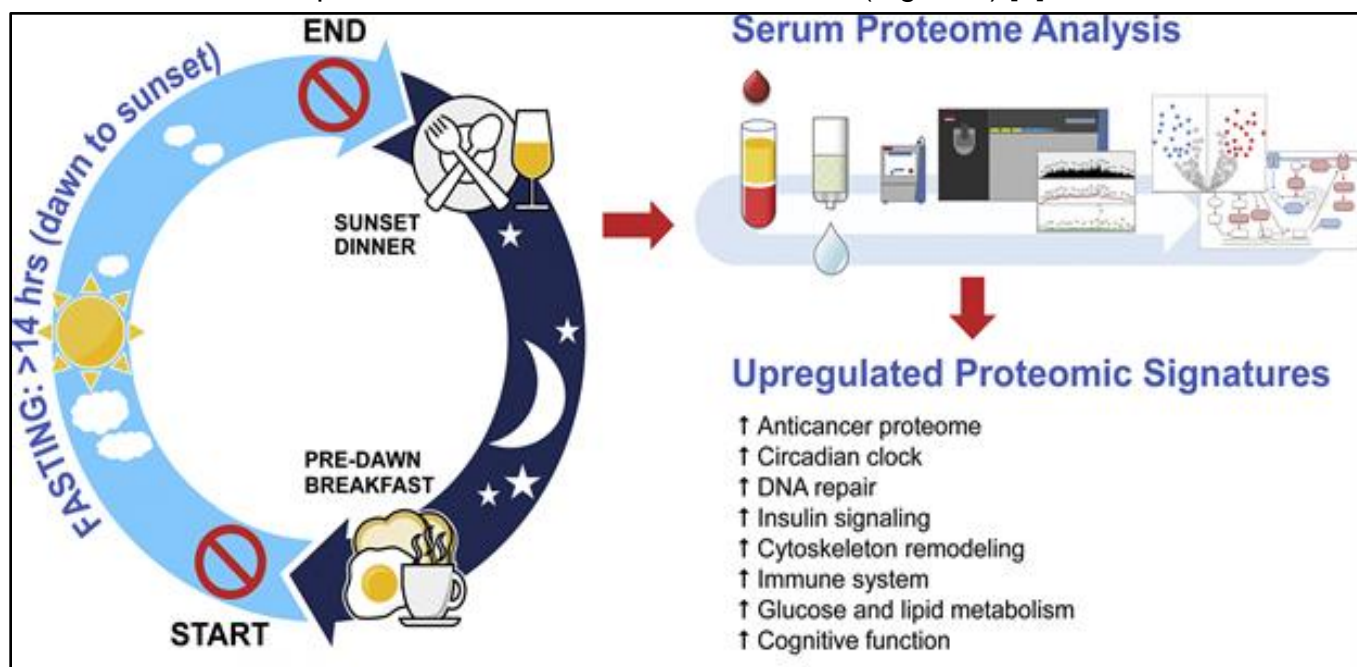 END
FASTING: >14 hrs (dawn to sunset)
SUNSET
DINNER
PRE-DAWN
BREAKFAST
START
Serum Proteome Analysis
Upregulated Proteomic Signatures
↑ Anticancer proteome
↑ Circadian clock
↑ DNA repair
↑ Insulin signaling
↑ Cytoskeleton remodeling
↑ Immune system
↑ Glucose and lipid metabolism
↑ Cognitive function